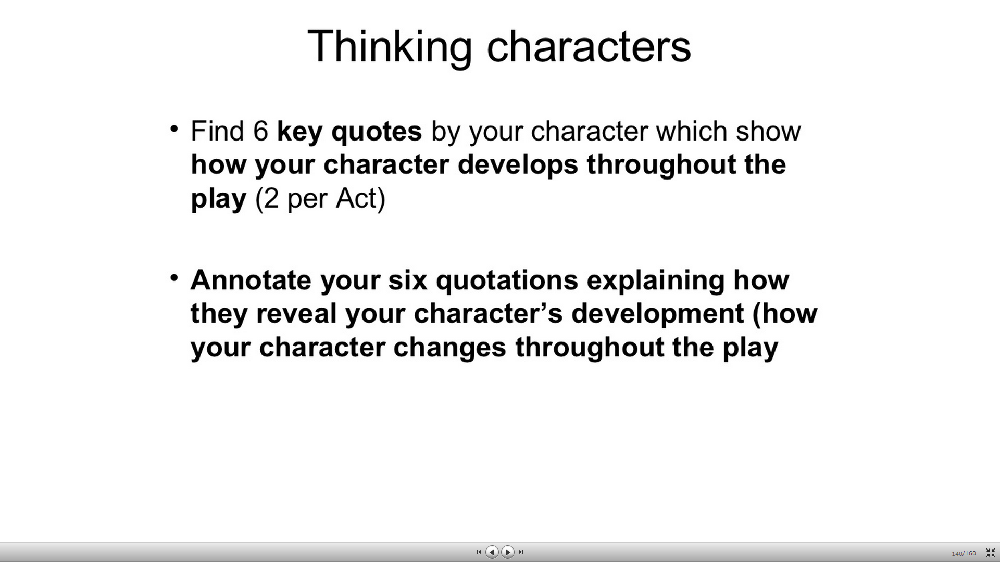 Thinking characters
• Find 6 key quotes by your character which show
how your character develops throughout the
play (2 per Act)
• Annotate your six quotations explaining how
they reveal your character’s development (how
your character changes throughout the play
140/160